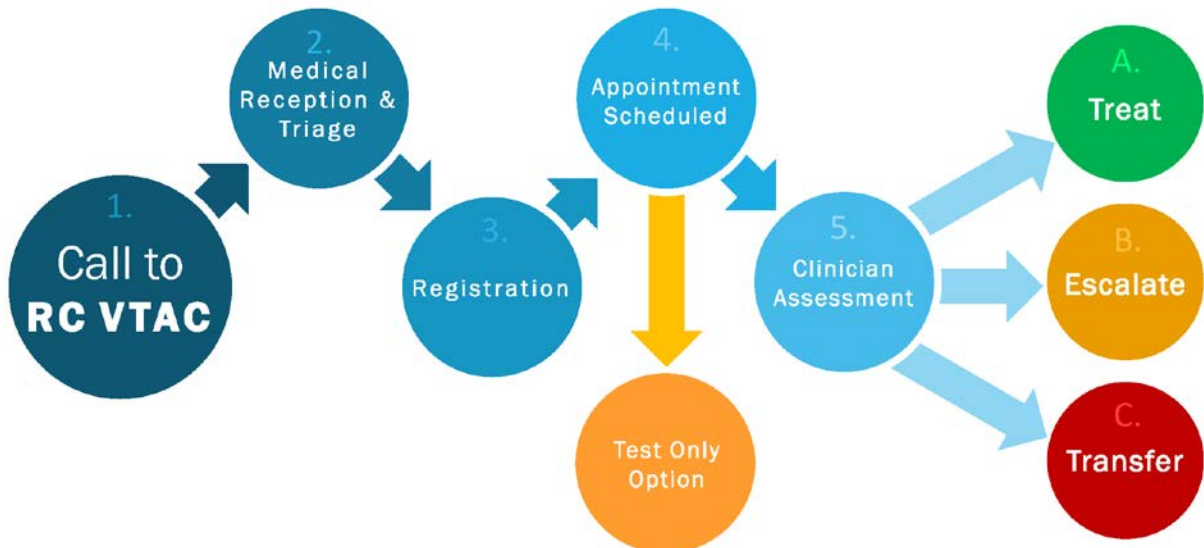 1.
Call to
RC VTAC
2.
Medical
Reception &
Triage
3.
Registration
4.
Appointment
Scheduled
Test Only
Option
5.
Clinician
Assessment
A.
Treat
B.
Escalate
C.
Transfer